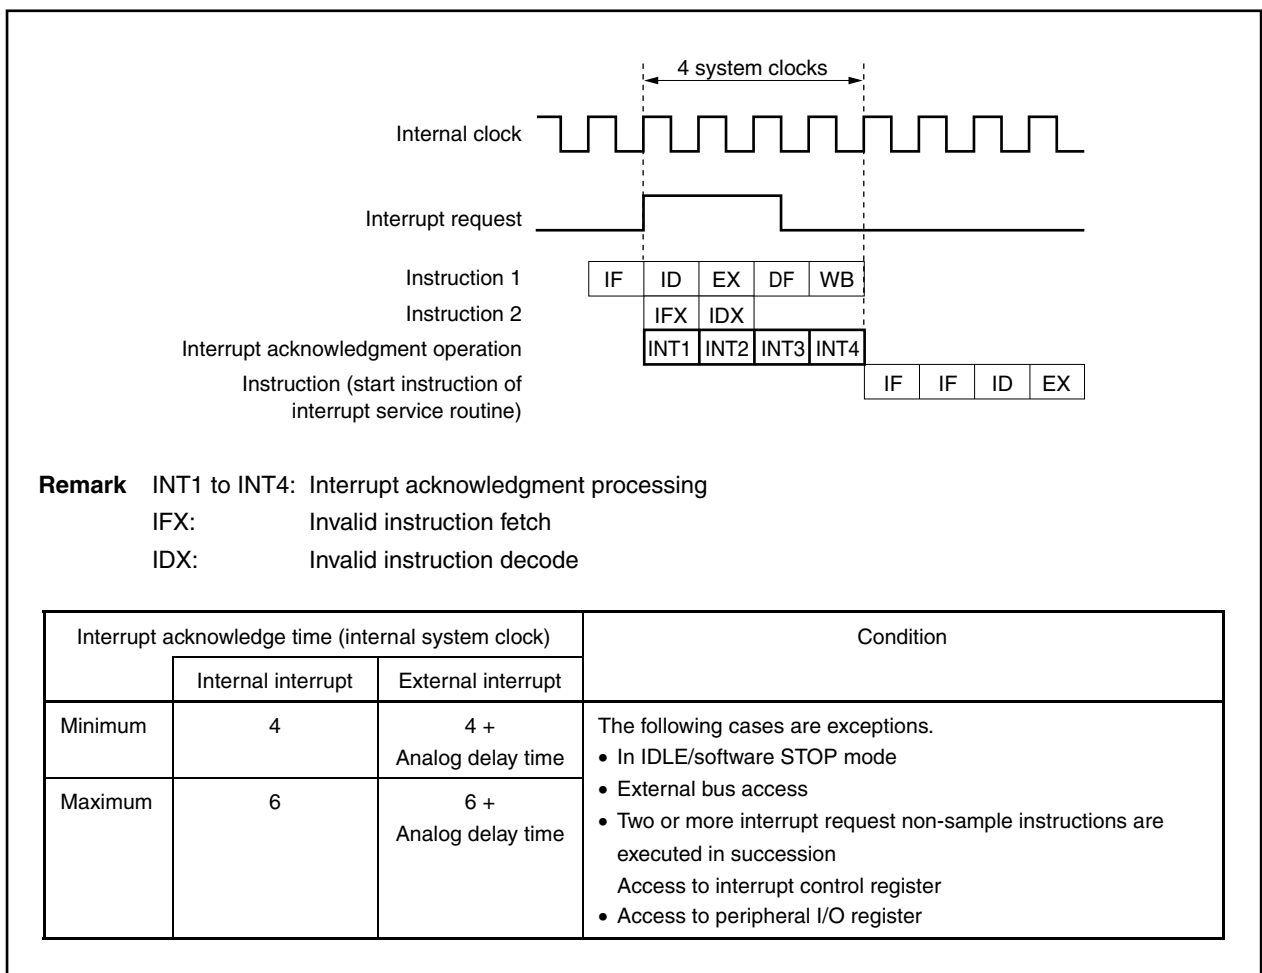 4 system clocks
Internal clock
Interrupt request
Instruction 1 IF ID EX DF WB
Instruction 2 IFX IDX
Interrupt acknowledgment operation INT1 INT2 INT3 INT4
Instruction (start instruction of IF IF ID EX
interrupt service routine)
Remark INT1 to INT4: Interrupt acknowledgment processing
IFX: Invalid instruction fetch
IDX: Invalid instruction decode
Interrupt acknowledge time (internal system clock) Condition
Internal interrupt External interrupt
Minimum 4 4 + The following cases are exceptions.
Analog delay time • In IDLE/software STOP mode
• External bus access
Maximum 6 6 + • Two or more interrupt request non-sample instructions are
Analog delay time executed in succession
Access to interrupt control register
• Access to peripheral I/O register